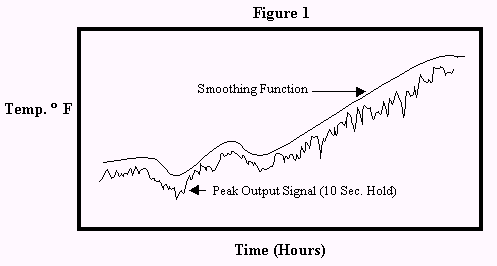 Figure 1
Smoothing Function
Temp. º F
Peak Output Signal (10 Sec. Hold)
Time (Hours)